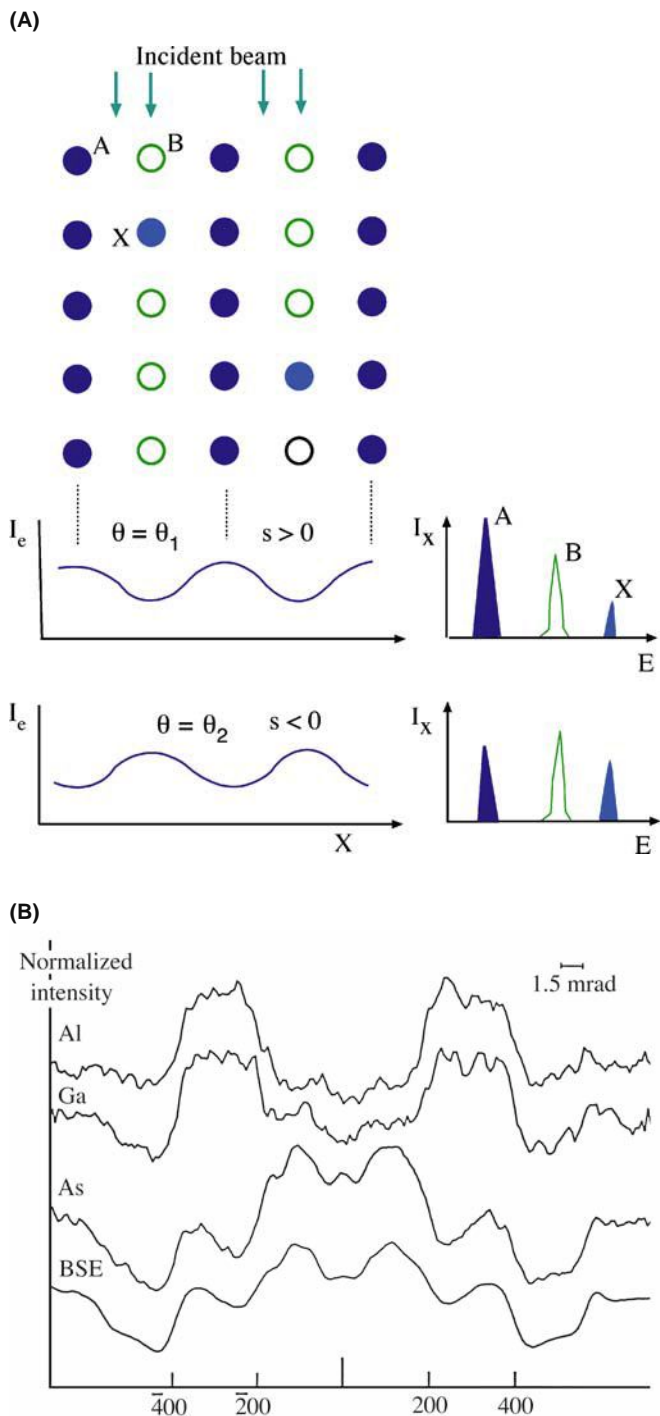 (A)
Incident beam
A
B
X
I_e
θ = θ_1
s > 0
I_X
A
B
X
E
I_e
θ = θ_2
s < 0
X
I_X
E
(B)
Normalized
intensity
1.5 mrad
Al
Ga
As
BSE
4̄00
2̄00
200
400